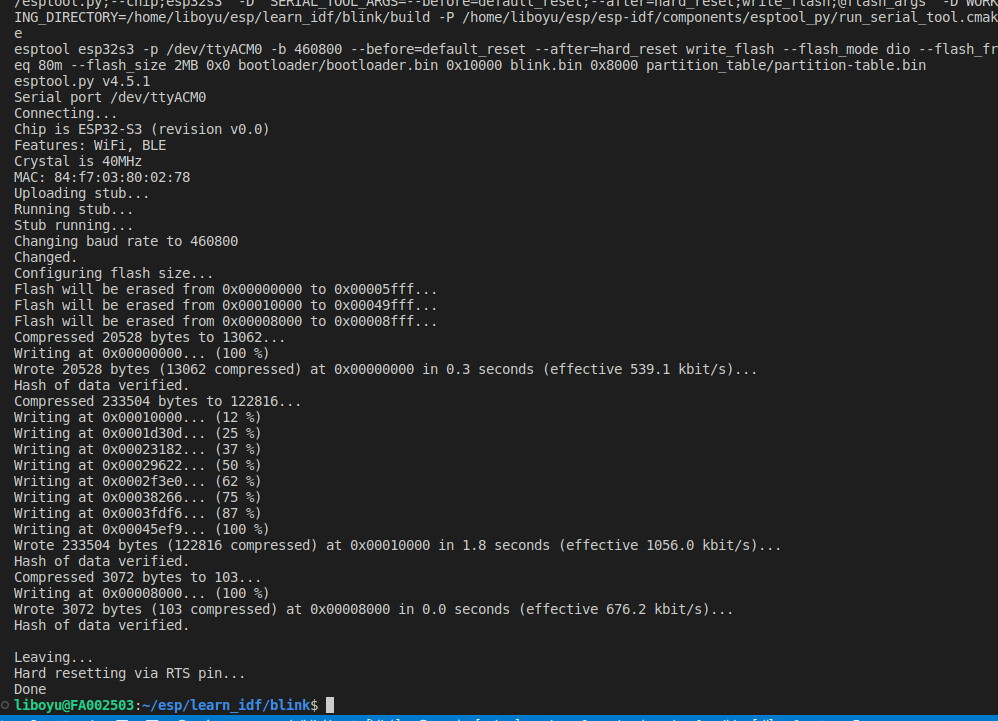 /esptool.py;--chip;esp32s3" -D "SERIAL_TOOL_ARGS=--before=default_reset;--after=hard_reset;write_flash;@flash_args" -D WORK
ING_DIRECTORY=/home/liboyu/esp/learn_idf/blink/build -P /home/liboyu/esp/esp-idf/components/esptool_py/run_serial_tool.cmak
e
esptool esp32s3 -p /dev/ttyACM0 -b 460800 --before=default_reset --after=hard_reset write_flash --flash_mode dio --flash_fr
eq 80m --flash_size 2MB 0x0 bootloader/bootloader.bin 0x10000 blink.bin 0x8000 partition_table/partition-table.bin
esptool.py v4.5.1
Serial port /dev/ttyACM0
Connecting...
Chip is ESP32-S3 (revision v0.0)
Features: WiFi, BLE
Crystal is 40MHz
MAC: 84:f7:03:80:02:78
Uploading stub...
Running stub...
Stub running...
Changing baud rate to 460800
Changed.
Configuring flash size...
Flash will be erased from 0x00000000 to 0x00005fff...
Flash will be erased from 0x00010000 to 0x00049fff...
Flash will be erased from 0x00008000 to 0x00008fff...
Compressed 20528 bytes to 13062...
Writing at 0x00000000... (100 %)
Wrote 20528 bytes (13062 compressed) at 0x00000000 in 0.3 seconds (effective 539.1 kbit/s)...
Hash of data verified.
Compressed 233504 bytes to 122816...
Writing at 0x00010000... (12 %)
Writing at 0x0001d30d... (25 %)
Writing at 0x00023182... (37 %)
Writing at 0x00029622... (50 %)
Writing at 0x0002f3e0... (62 %)
Writing at 0x00038266... (75 %)
Writing at 0x0003fdf6... (87 %)
Writing at 0x00045ef9... (100 %)
Wrote 233504 bytes (122816 compressed) at 0x00010000 in 1.8 seconds (effective 1056.0 kbit/s)...
Hash of data verified.
Compressed 3072 bytes to 103...
Writing at 0x00008000... (100 %)
Wrote 3072 bytes (103 compressed) at 0x00008000 in 0.0 seconds (effective 676.2 kbit/s)...
Hash of data verified.
Leaving...
Hard resetting via RTS pin...
Done
liboyu@FA002503:~/esp/learn_idf/blink$